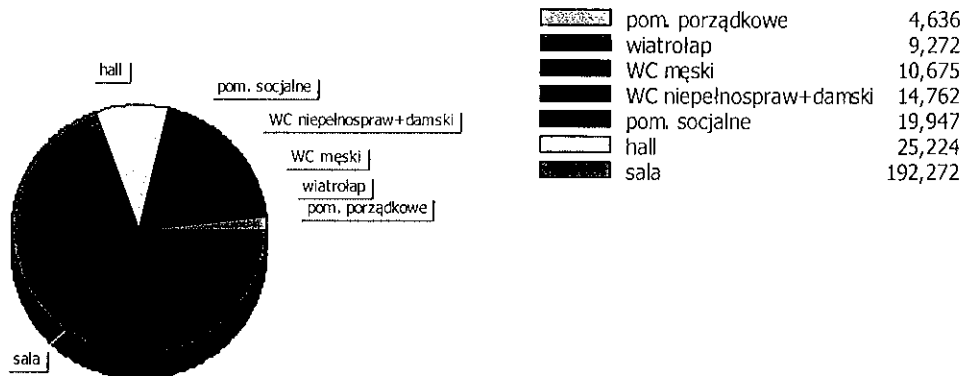 hall
pom. socjalne
WC niepełnospraw+damski
WC męski
wiatrołap
pom. porządkowe
sala
pom. porządkowe 4,636
wiatrołap 9,272
WC męski 10,675
WC niepełnospraw+damski 14,762
pom. socjalne 19,947
hall 25,224
sala 192,272